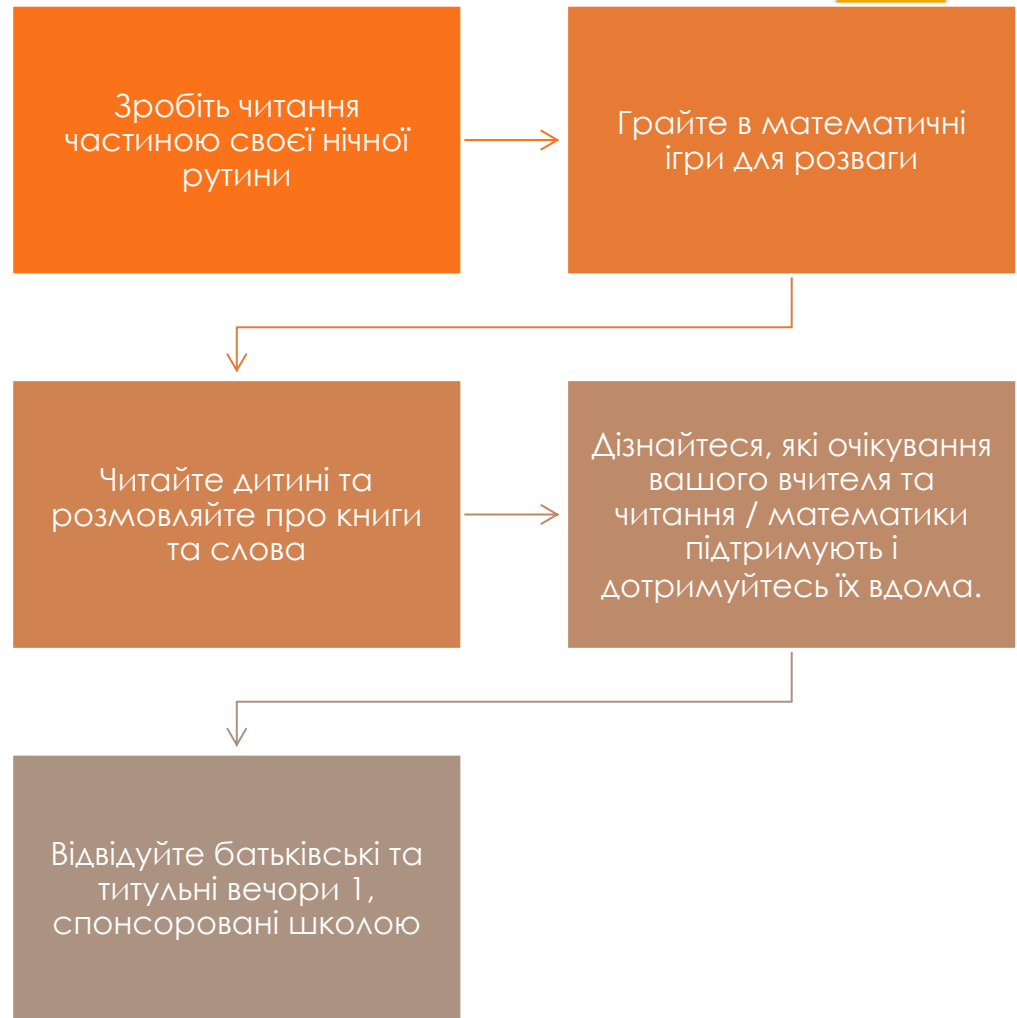 Зробіть читання
частиною своєї нічної
рутини
Грайте в математичні
ігри для розваги
Читайте дитині та
розмовляйте про книги
та слова
Дізнайтеся, які очікування
вашого вчителя та
читання / математики
підтримують і
дотримуйтесь їх вдома.
Відвідуйте батьківські та
титульні вечори 1,
спонсоровані школою